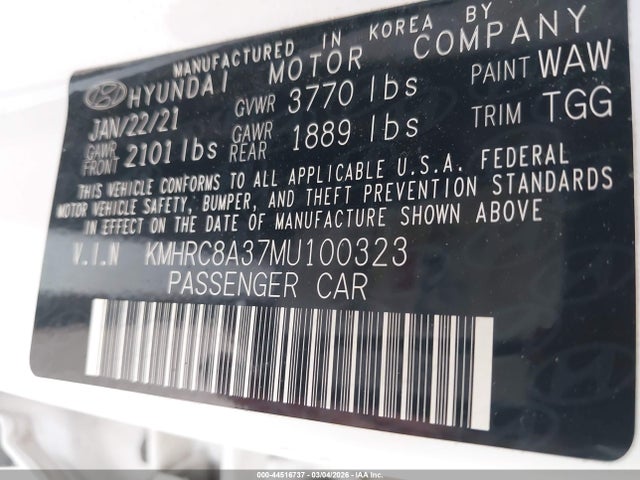 MANUFACTURED IN KOREA BY
HYUNDAI MOTOR COMPANY
JAN/22/21 GVWR 3770 lbs PAINT WAW
GAWR FRONT 2101 lbs GAWR REAR 1889 lbs TRIM TGG
THIS VEHICLE CONFORMS TO ALL APPLICABLE U.S.A. FEDERAL
MOTOR VEHICLE SAFETY, BUMPER, AND THEFT PREVENTION STANDARDS
IN EFFECT ON THE DATE OF MANUFACTURE SHOWN ABOVE
V.I.N KMHRC8A37MU100323
PASSENGER CAR
000-44516737 - 03/04/2026 - IAA Inc.